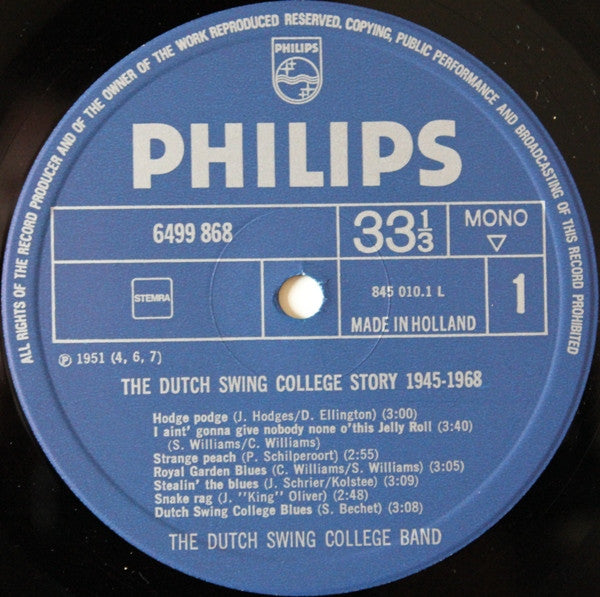 ALL RIGHTS OF THE RECORD PRODUCER AND OF THE OWNER OF THE WORK REPRODUCED RESERVED. COPYING, PUBLIC PERFORMANCE AND BROADCASTING OF THIS RECORD PROHIBITED
PHILIPS
PHILIPS
6499 868
33 1/3
MONO
STEMRA
845 010.1 L
MADE IN HOLLAND
1
Ⓟ 1951 (4, 6, 7)
THE DUTCH SWING COLLEGE STORY 1945-1968
Hodge podge (J. Hodges/D. Ellington) (3:00)
I aint' gonna give nobody none o'this Jelly Roll (3:40)
(S. Williams/C. Williams)
Strange peach (P. Schilperoort) (2:55)
Royal Garden Blues (C. Williams/S. Williams) (3:05)
Stealin' the blues (J. Schrier/Kolstee) (3:09)
Snake rag (J. "King" Oliver) (2:48)
Dutch Swing College Blues (S. Bechet) (3:08)
THE DUTCH SWING COLLEGE BAND